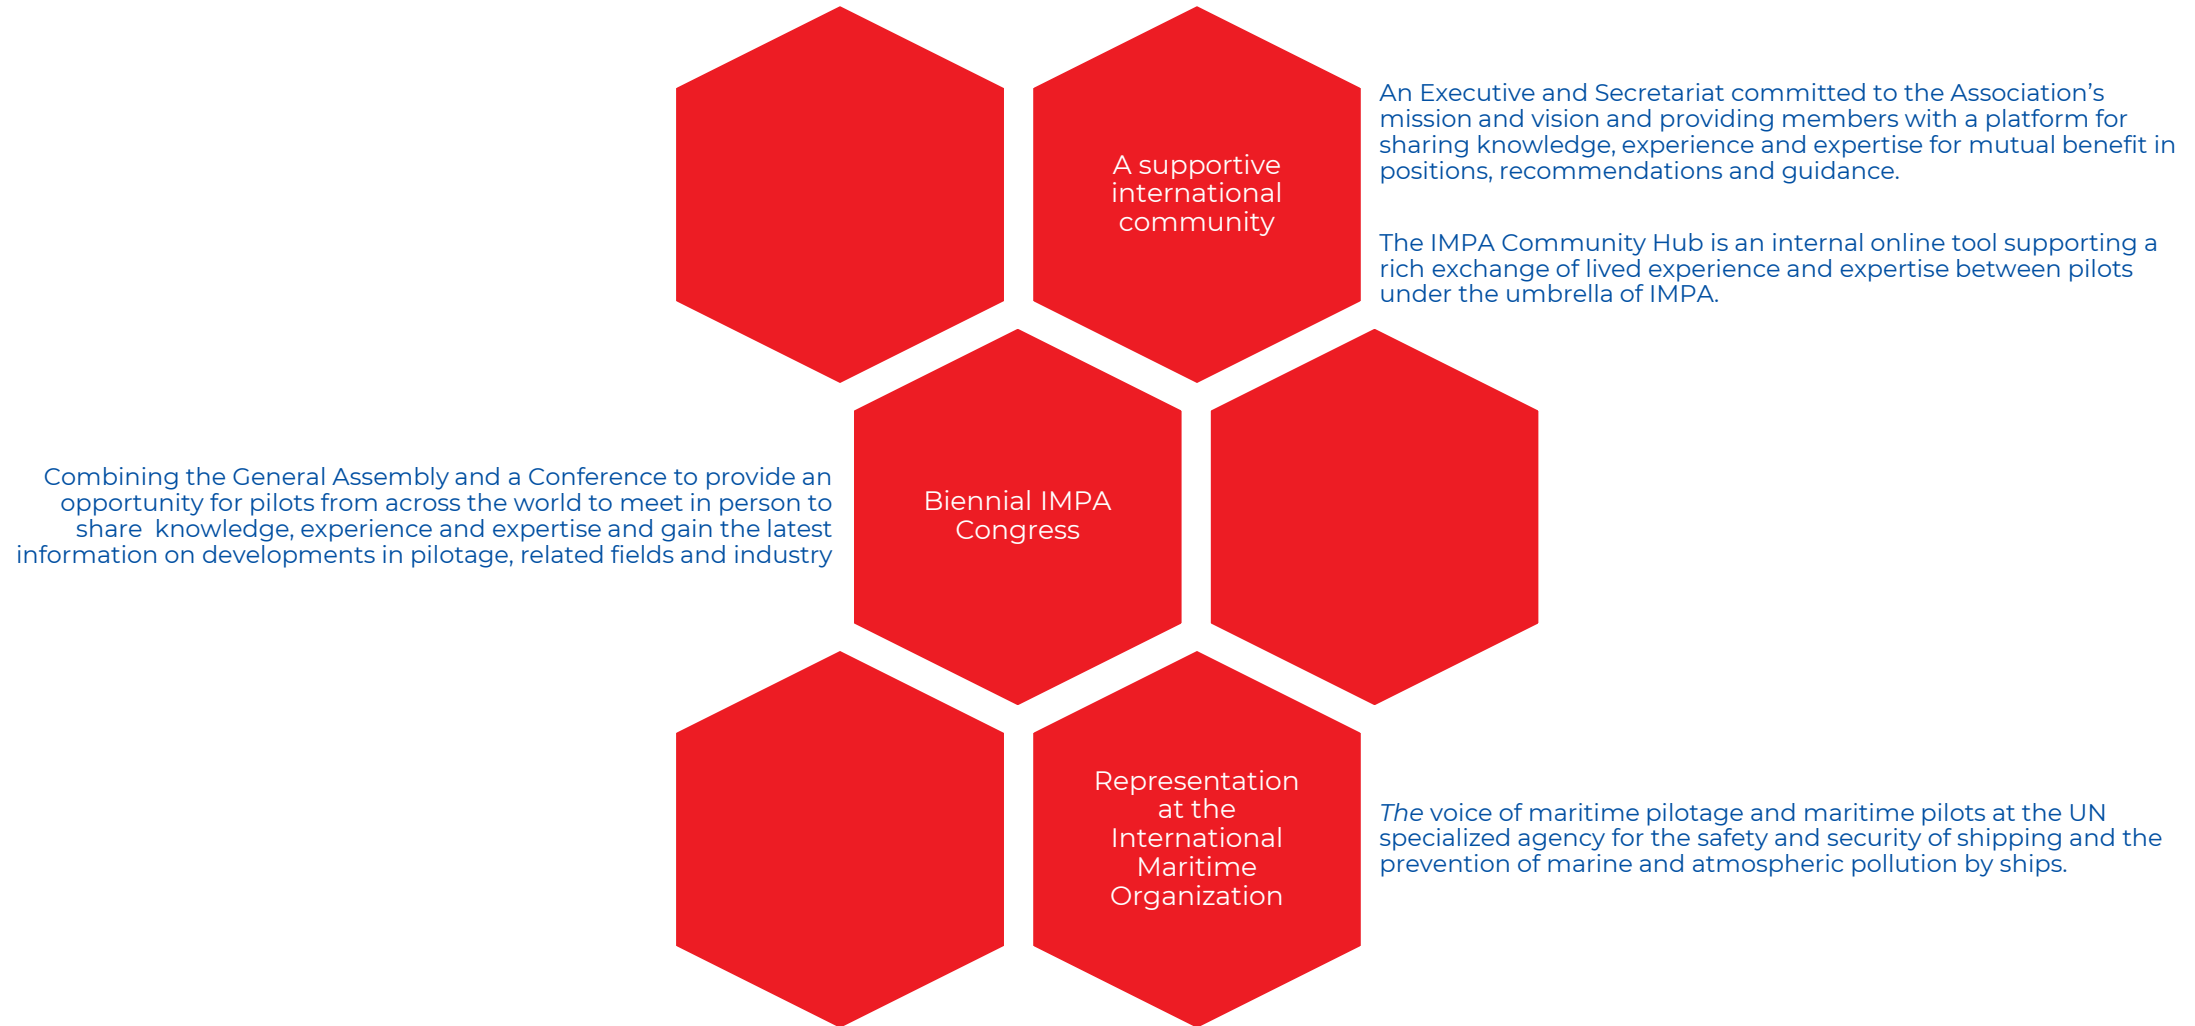 A supportive
international
community
An Executive and Secretariat committed to the Association’s
mission and vision and providing members with a platform for
sharing knowledge, experience and expertise for mutual benefit in
positions, recommendations and guidance.
The IMPA Community Hub is an internal online tool supporting a
rich exchange of lived experience and expertise between pilots
under the umbrella of IMPA.
Combining the General Assembly and a Conference to provide an
opportunity for pilots from across the world to meet in person to
share  knowledge, experience and expertise and gain the latest
information on developments in pilotage, related fields and industry
Biennial IMPA
Congress
Representation
at the
International
Maritime
Organization
The voice of maritime pilotage and maritime pilots at the UN
specialized agency for the safety and security of shipping and the
prevention of marine and atmospheric pollution by ships.